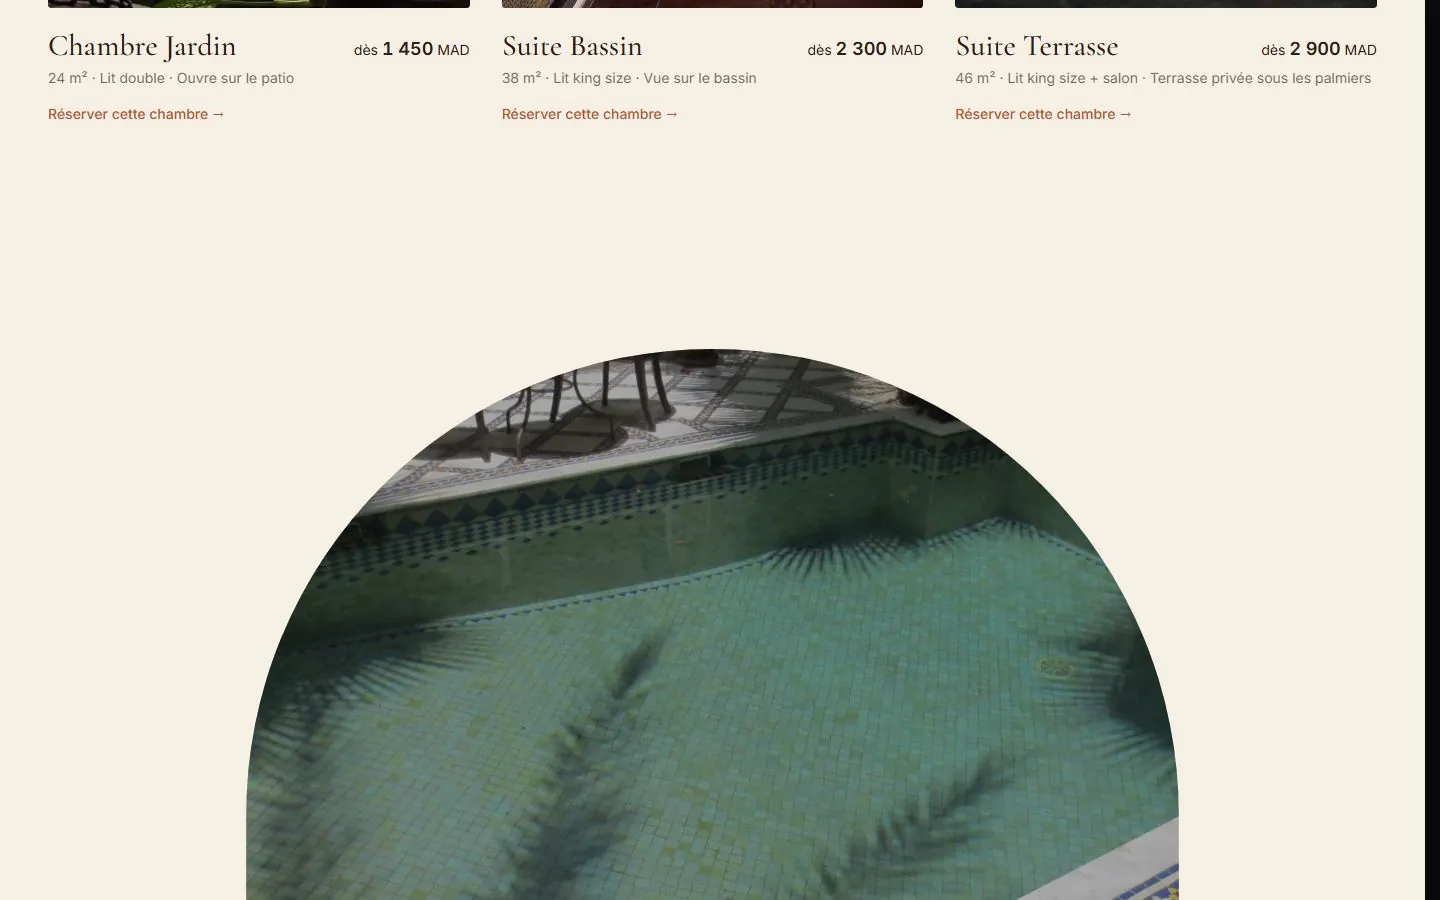 Chambre Jardin dès 1 450 MAD
24 m² · Lit double · Ouvre sur le patio
Réserver cette chambre →
Suite Bassin dès 2 300 MAD
38 m² · Lit king size · Vue sur le bassin
Réserver cette chambre →
Suite Terrasse dès 2 900 MAD
46 m² · Lit king size + salon · Terrasse privée sous les palmiers
Réserver cette chambre →